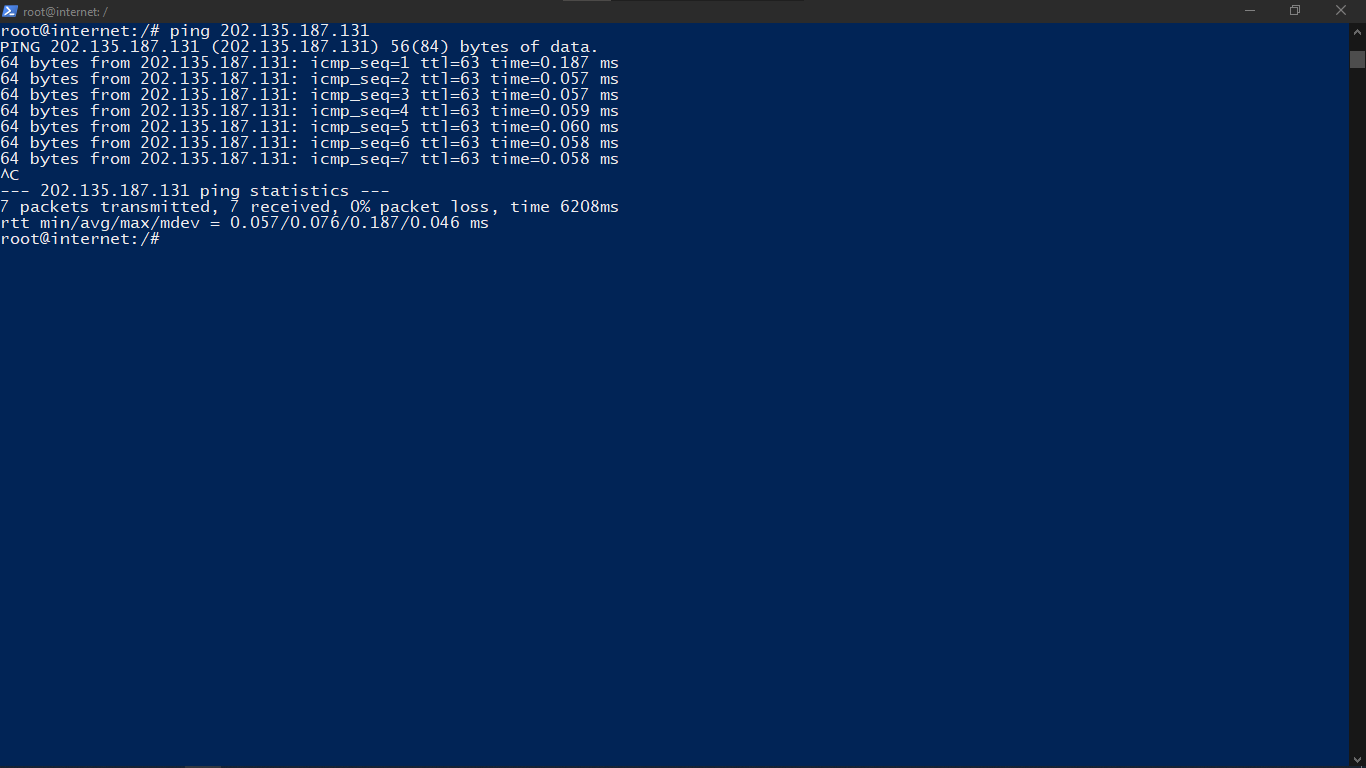 root@internet: /
root@internet:/# ping 202.135.187.131
PING 202.135.187.131 (202.135.187.131) 56(84) bytes of data.
64 bytes from 202.135.187.131: icmp_seq=1 ttl=63 time=0.187 ms
64 bytes from 202.135.187.131: icmp_seq=2 ttl=63 time=0.057 ms
64 bytes from 202.135.187.131: icmp_seq=3 ttl=63 time=0.057 ms
64 bytes from 202.135.187.131: icmp_seq=4 ttl=63 time=0.059 ms
64 bytes from 202.135.187.131: icmp_seq=5 ttl=63 time=0.060 ms
64 bytes from 202.135.187.131: icmp_seq=6 ttl=63 time=0.058 ms
64 bytes from 202.135.187.131: icmp_seq=7 ttl=63 time=0.058 ms
^C
--- 202.135.187.131 ping statistics ---
7 packets transmitted, 7 received, 0% packet loss, time 6208ms
rtt min/avg/max/mdev = 0.057/0.076/0.187/0.046 ms
root@internet:/#